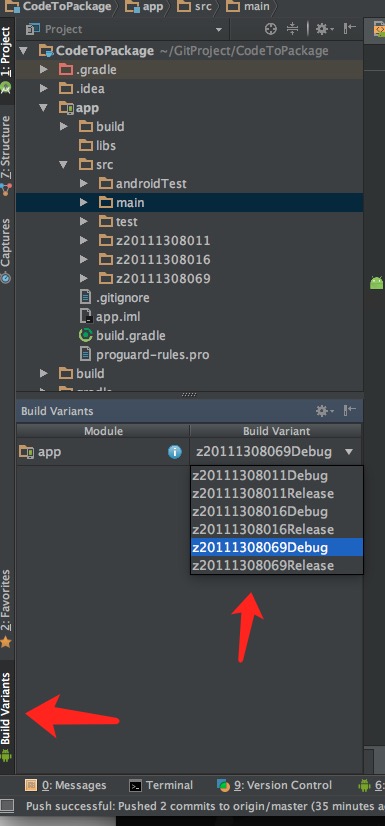 CodeToPackage app src main
Project
CodeToPackage ~/GitProject/CodeToPackage
.gradle
.idea
app
build
libs
src
androidTest
main
test
z20111308011
z20111308016
z20111308069
.gitignore
app.iml
build.gradle
proguard-rules.pro
build
gradle
1: Project
7: Structure
Captures
2: Favorites
Build Variants
Build Variants
Module Build Variant
app z20111308069Debug
z20111308011Debug
z20111308011Release
z20111308016Debug
z20111308016Release
z20111308069Debug
z20111308069Release
0: Messages Terminal 9: Version Control 6:
Push successful: Pushed 2 commits to origin/master (35 minutes